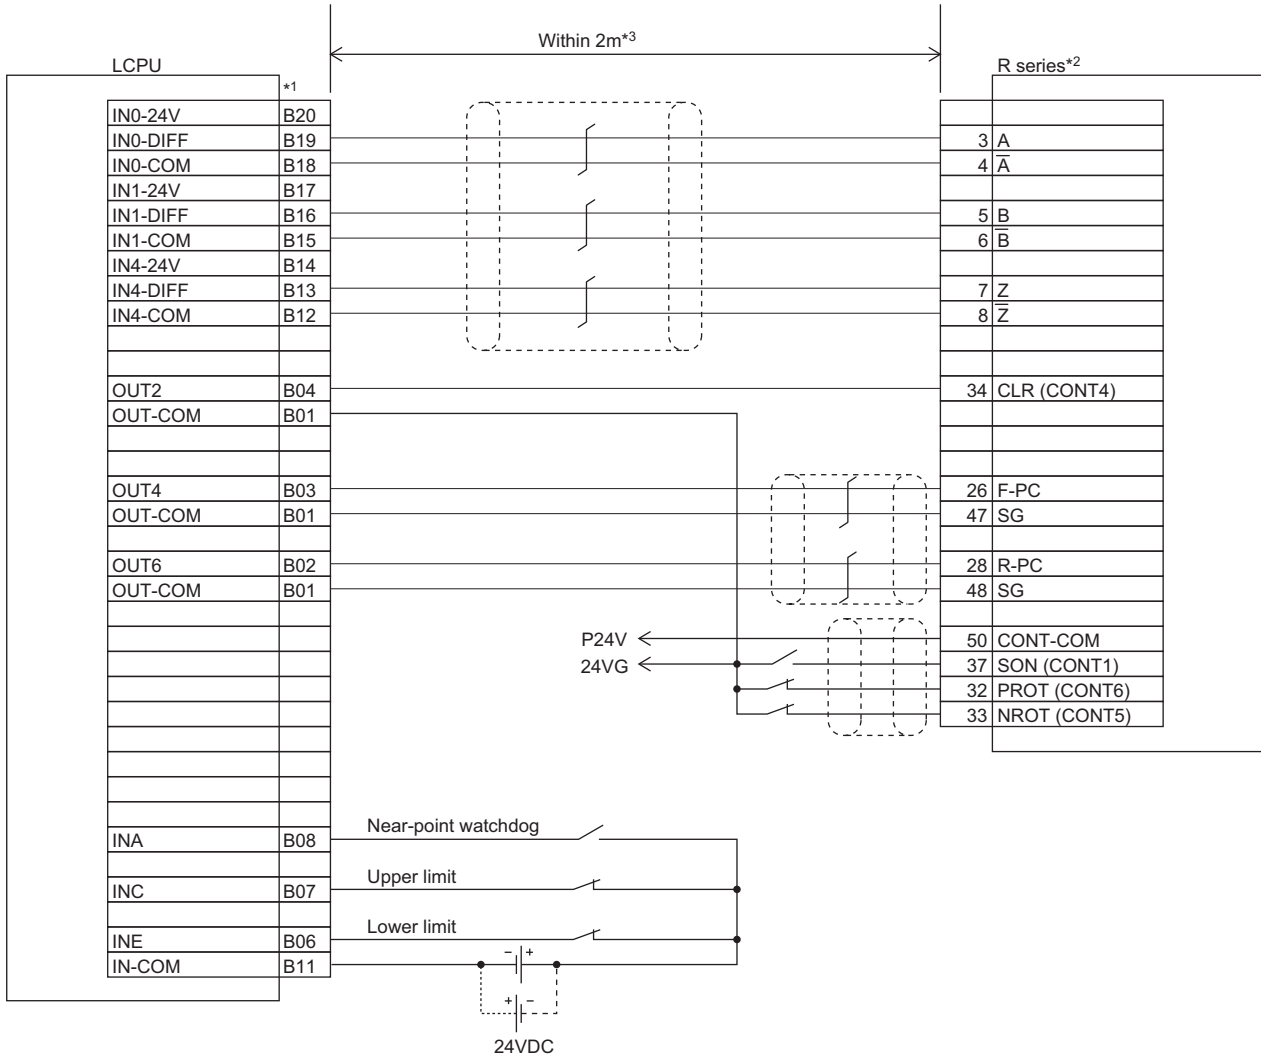 Within 2m*3
LCPU
R series*2
*1
IN0-24V B20
IN0-DIFF B19 3 A
IN0-COM B18 4 A̅
IN1-24V B17
IN1-DIFF B16 5 B
IN1-COM B15 6 B̅
IN4-24V B14
IN4-DIFF B13 7 Z
IN4-COM B12 8 Z̅
OUT2 B04 34 CLR (CONT4)
OUT-COM B01
OUT4 B03 26 F-PC
OUT-COM B01 47 SG
OUT6 B02 28 R-PC
OUT-COM B01 48 SG
P24V 50 CONT-COM
24VG 37 SON (CONT1)
32 PROT (CONT6)
33 NROT (CONT5)
INA B08 Near-point watchdog
INC B07 Upper limit
INE B06 Lower limit
IN-COM B11 - +
+ -
24VDC